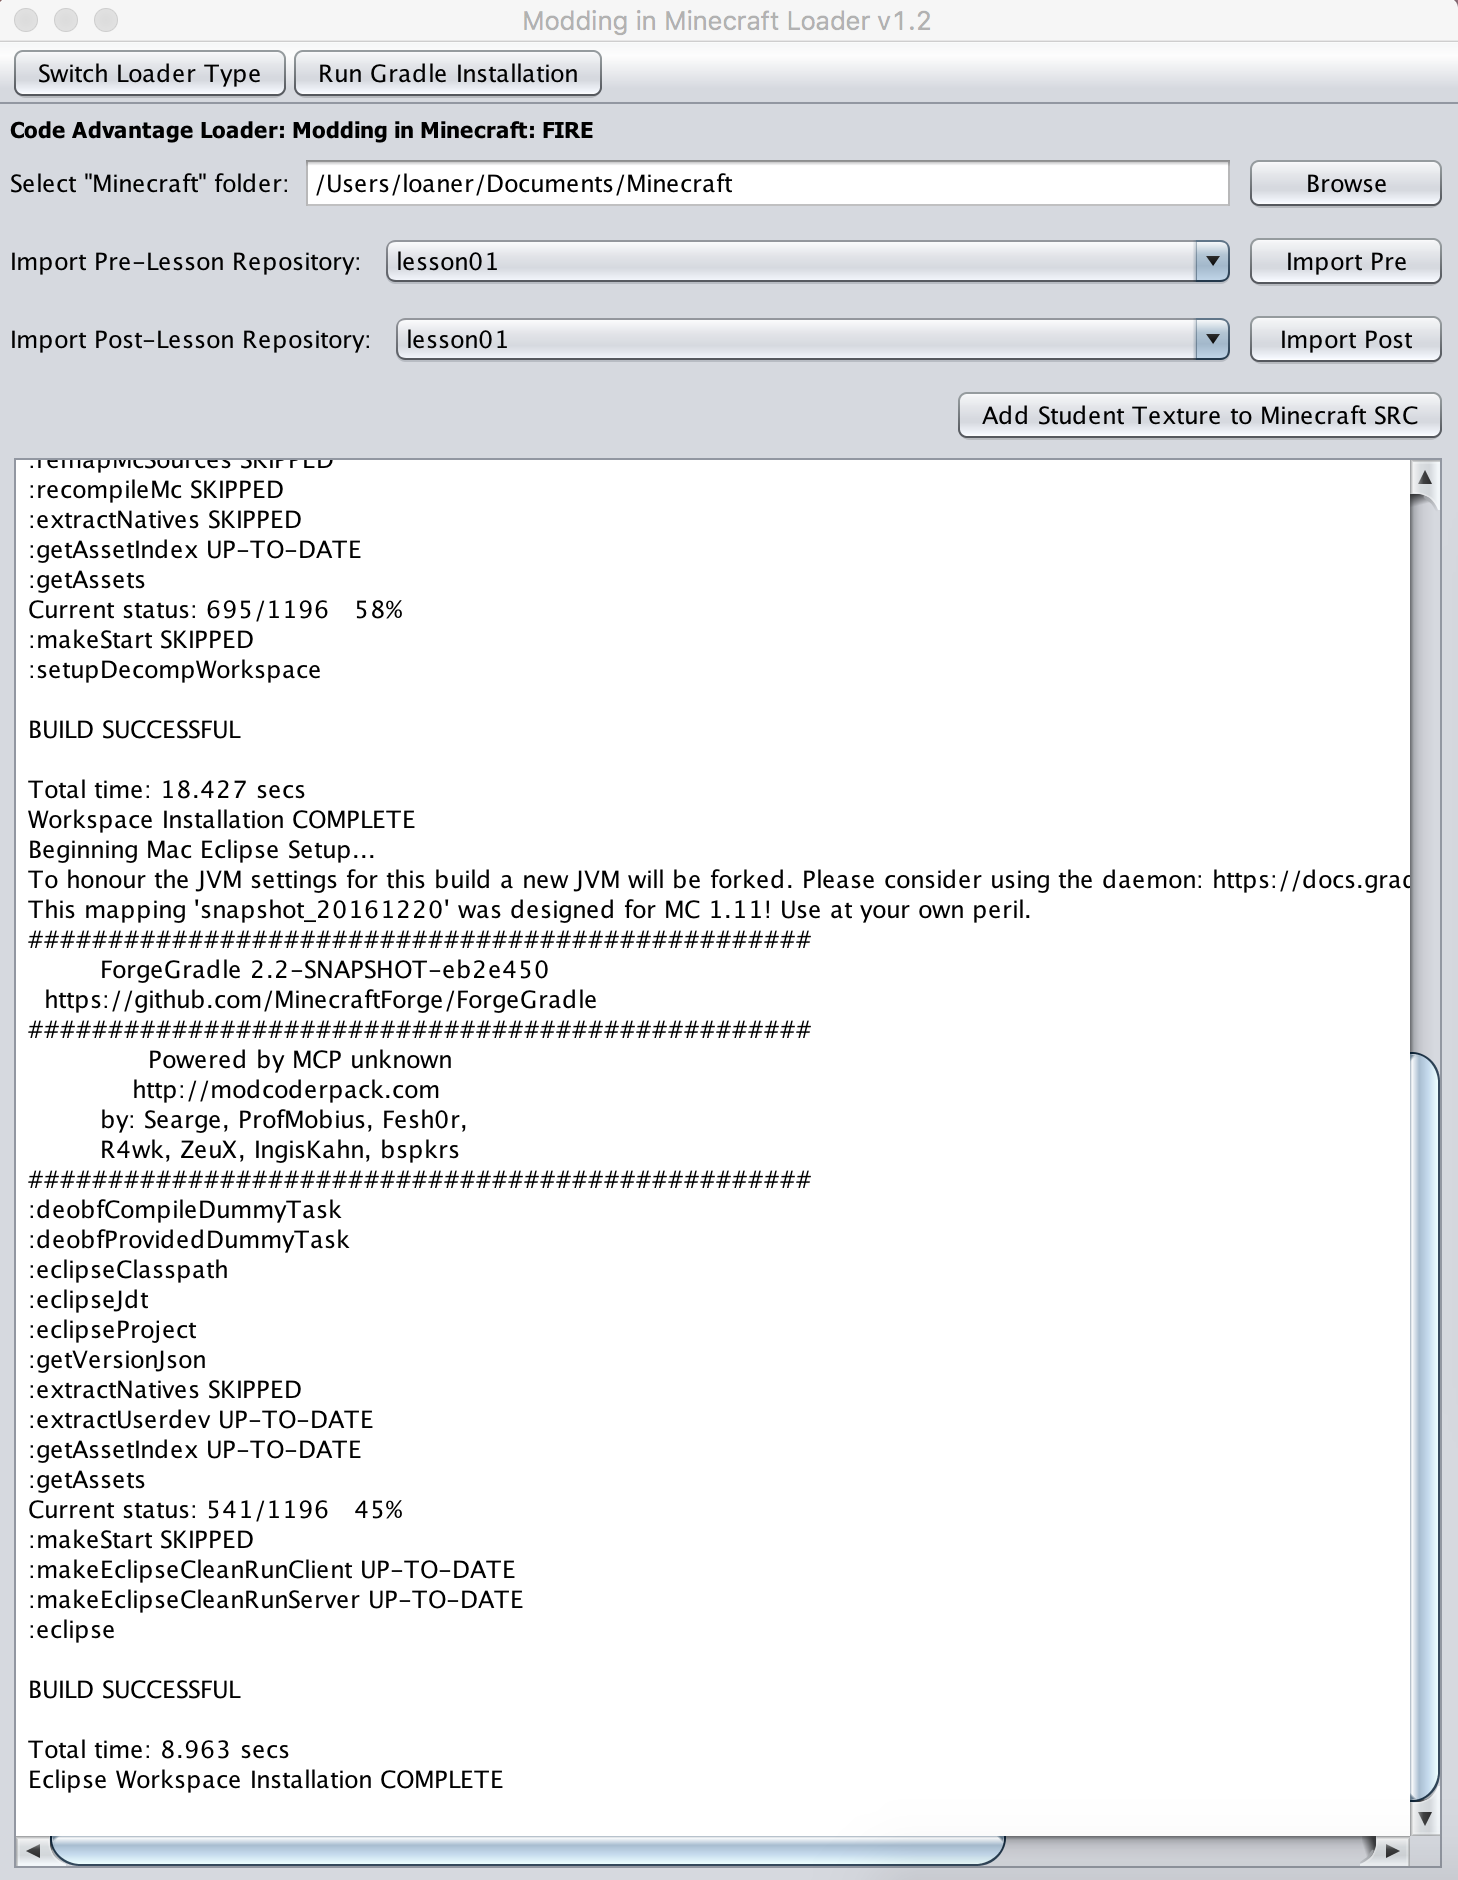 Modding in Minecraft Loader v1.2
Switch Loader Type Run Gradle Installation
Code Advantage Loader: Modding in Minecraft: FIRE
Select "Minecraft" folder: /Users/loaner/Documents/Minecraft Browse
Import Pre-Lesson Repository: lesson01 Import Pre
Import Post-Lesson Repository: lesson01 Import Post
Add Student Texture to Minecraft SRC
:remapMcSources SKIPPED
:recompileMc SKIPPED
:extractNatives SKIPPED
:getAssetIndex UP-TO-DATE
:getAssets
Current status: 695/1196 58%
:makeStart SKIPPED
:setupDecompWorkspace
BUILD SUCCESSFUL
Total time: 18.427 secs
Workspace Installation COMPLETE
Beginning Mac Eclipse Setup...
To honour the JVM settings for this build a new JVM will be forked. Please consider using the daemon: https://docs.grad
This mapping 'snapshot_20161220' was designed for MC 1.11! Use at your own peril.
#################################################
ForgeGradle 2.2-SNAPSHOT-eb2e450
https://github.com/MinecraftForge/ForgeGradle
#################################################
Powered by MCP unknown
http://modcoderpack.com
by: Searge, ProfMobius, Fesh0r,
R4wk, ZeuX, IngisKahn, bspkrs
#################################################
:deobfCompileDummyTask
:deobfProvidedDummyTask
:eclipseClasspath
:eclipseJdt
:eclipseProject
:getVersionJson
:extractNatives SKIPPED
:extractUserdev UP-TO-DATE
:getAssetIndex UP-TO-DATE
:getAssets
Current status: 541/1196 45%
:makeStart SKIPPED
:makeEclipseCleanRunClient UP-TO-DATE
:makeEclipseCleanRunServer UP-TO-DATE
:eclipse
BUILD SUCCESSFUL
Total time: 8.963 secs
Eclipse Workspace Installation COMPLETE